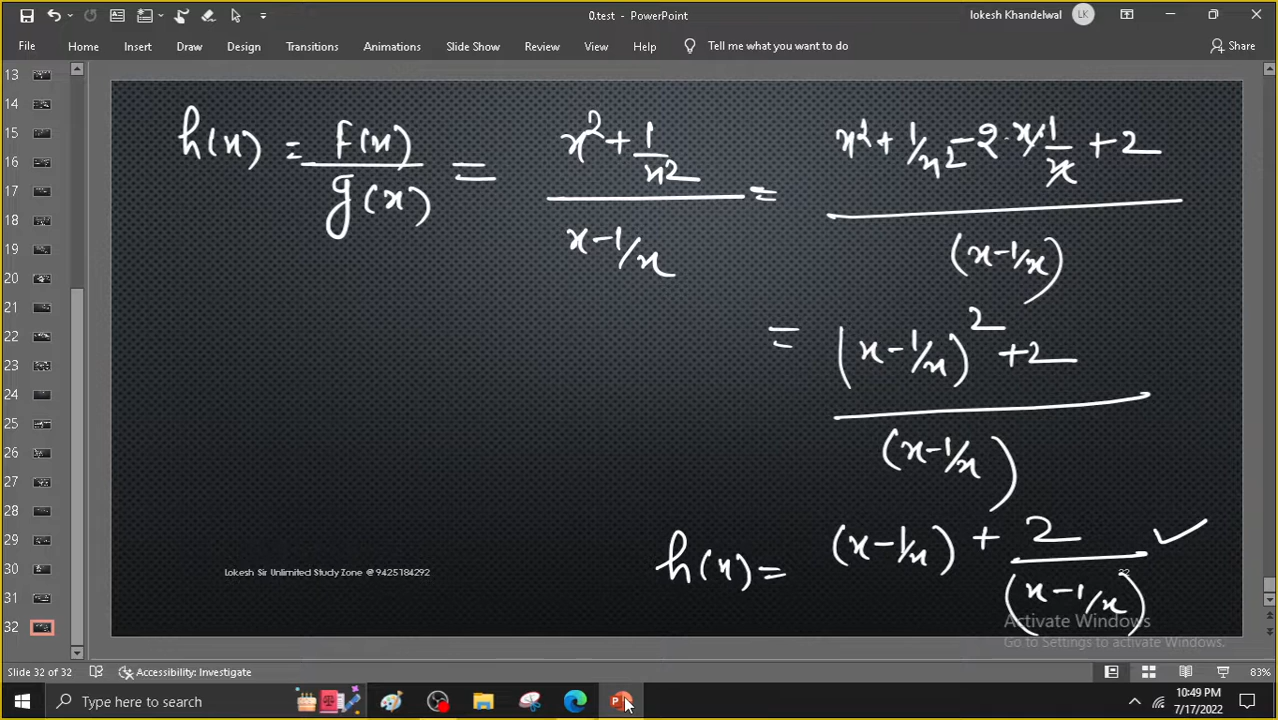 0.test - PowerPoint
lokesh Khandelwal LK
File Home Insert Draw Design Transitions Animations Slide Show Review View Help Tell me what you want to do Share
13
14
15
16
17
18
19
20
21
22
23
24
25
26
27
28
29
30
31
32
h(x) = f(x)/g(x) = (x² + 1/x²)/(x - 1/x) = (x² + 1/x² - 2·x·1/x + 2)/(x - 1/x)
= ((x - 1/x)² + 2)/(x - 1/x)
h(x) = (x - 1/x) + 2/(x - 1/x) ✓
Lokesh Sir Unlimited Study Zone @ 9425184292
32
Activate Windows
Go to Settings to activate Windows.
Slide 32 of 32 Accessibility: Investigate 83%
Type here to search
10:49 PM
7/17/2022